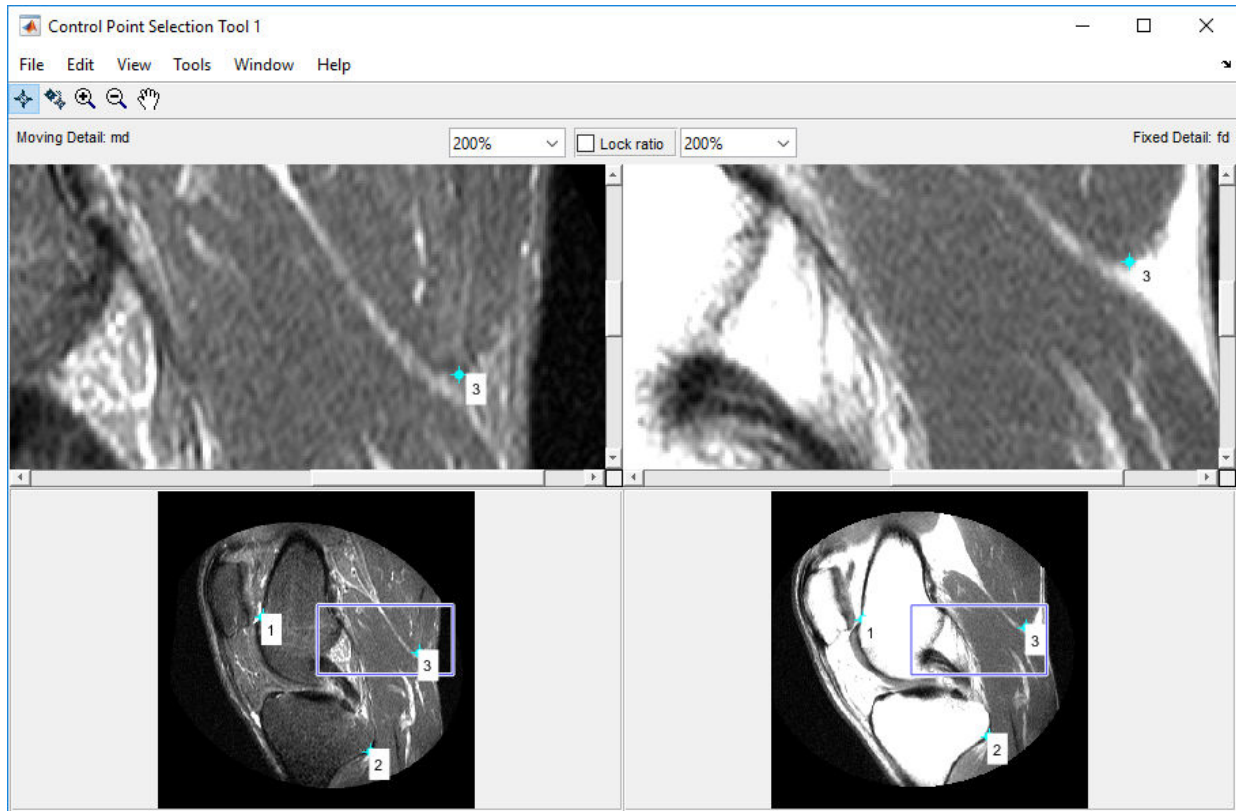 Control Point Selection Tool 1
File Edit View Tools Window Help
Moving Detail: md 200% Lock ratio 200% Fixed Detail: fd
3
3
1
3
2
1
3
2